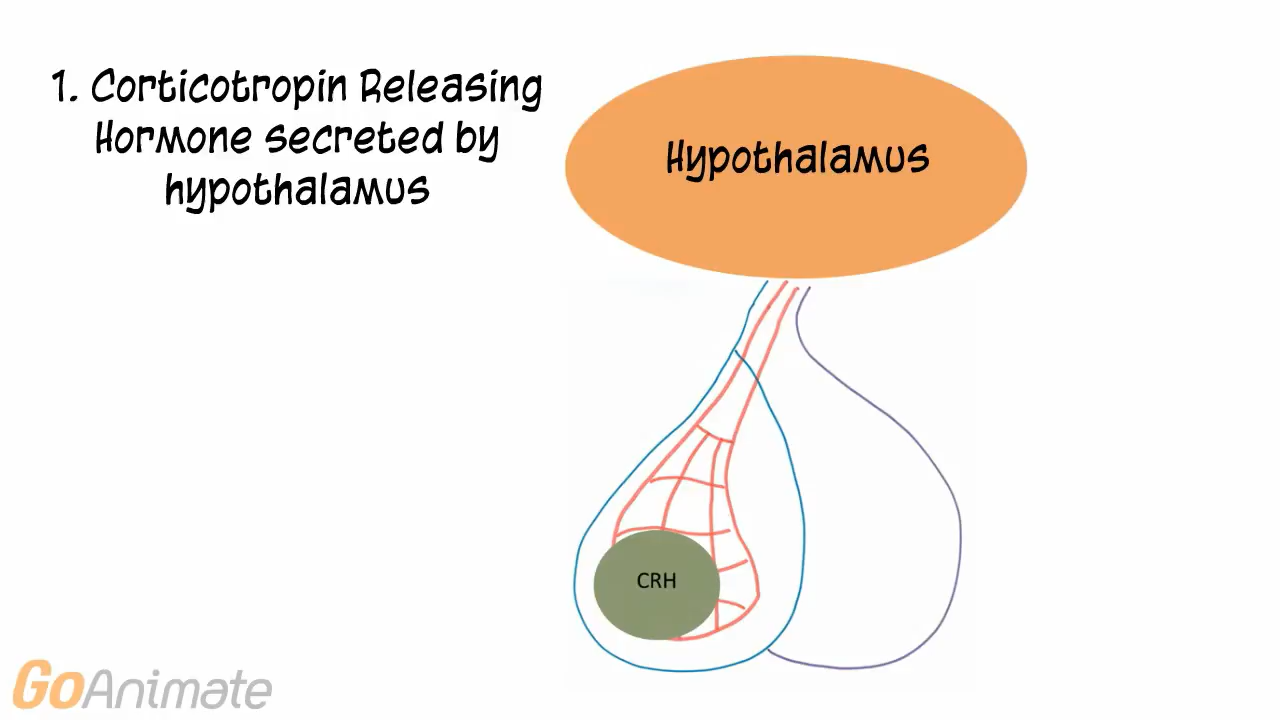 1. Corticotropin Releasing
Hormone secreted by
hypothalamus
Hypothalamus
CRH
GoAnimate